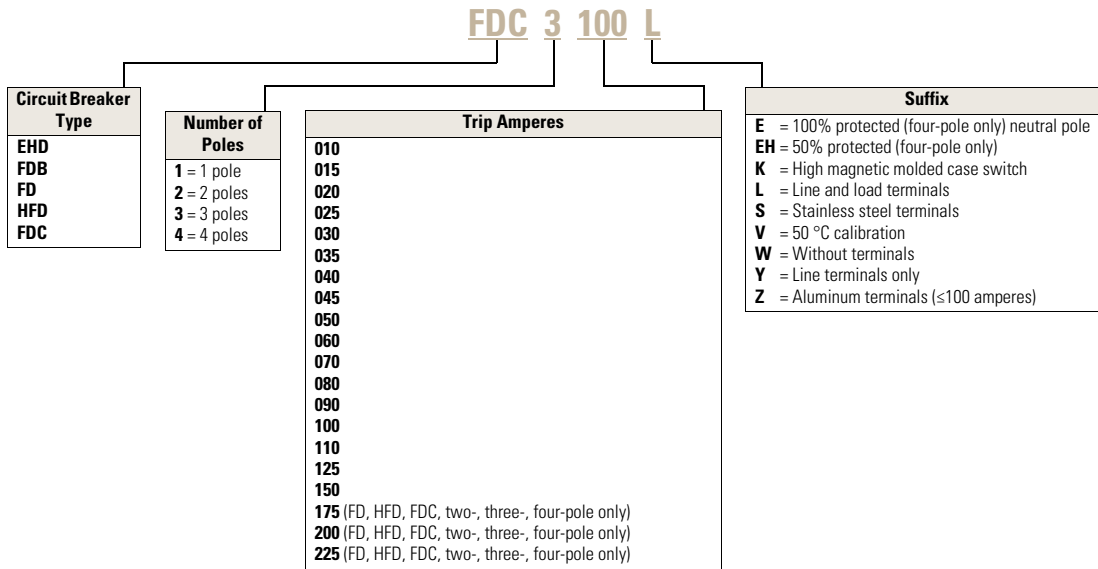 FDC 3 100 L
Circuit Breaker
Type
EHD
FDB
FD
HFD
FDC
Number of
Poles
1 = 1 pole
2 = 2 poles
3 = 3 poles
4 = 4 poles
Trip Amperes
010
015
020
025
030
035
040
045
050
060
070
080
090
100
110
125
150
175 (FD, HFD, FDC, two-, three-, four-pole only)
200 (FD, HFD, FDC, two-, three-, four-pole only)
225 (FD, HFD, FDC, two-, three-, four-pole only)
Suffix
E = 100% protected (four-pole only) neutral pole
EH = 50% protected (four-pole only)
K = High magnetic molded case switch
L = Line and load terminals
S = Stainless steel terminals
V = 50 °C calibration
W = Without terminals
Y = Line terminals only
Z = Aluminum terminals (≤100 amperes)